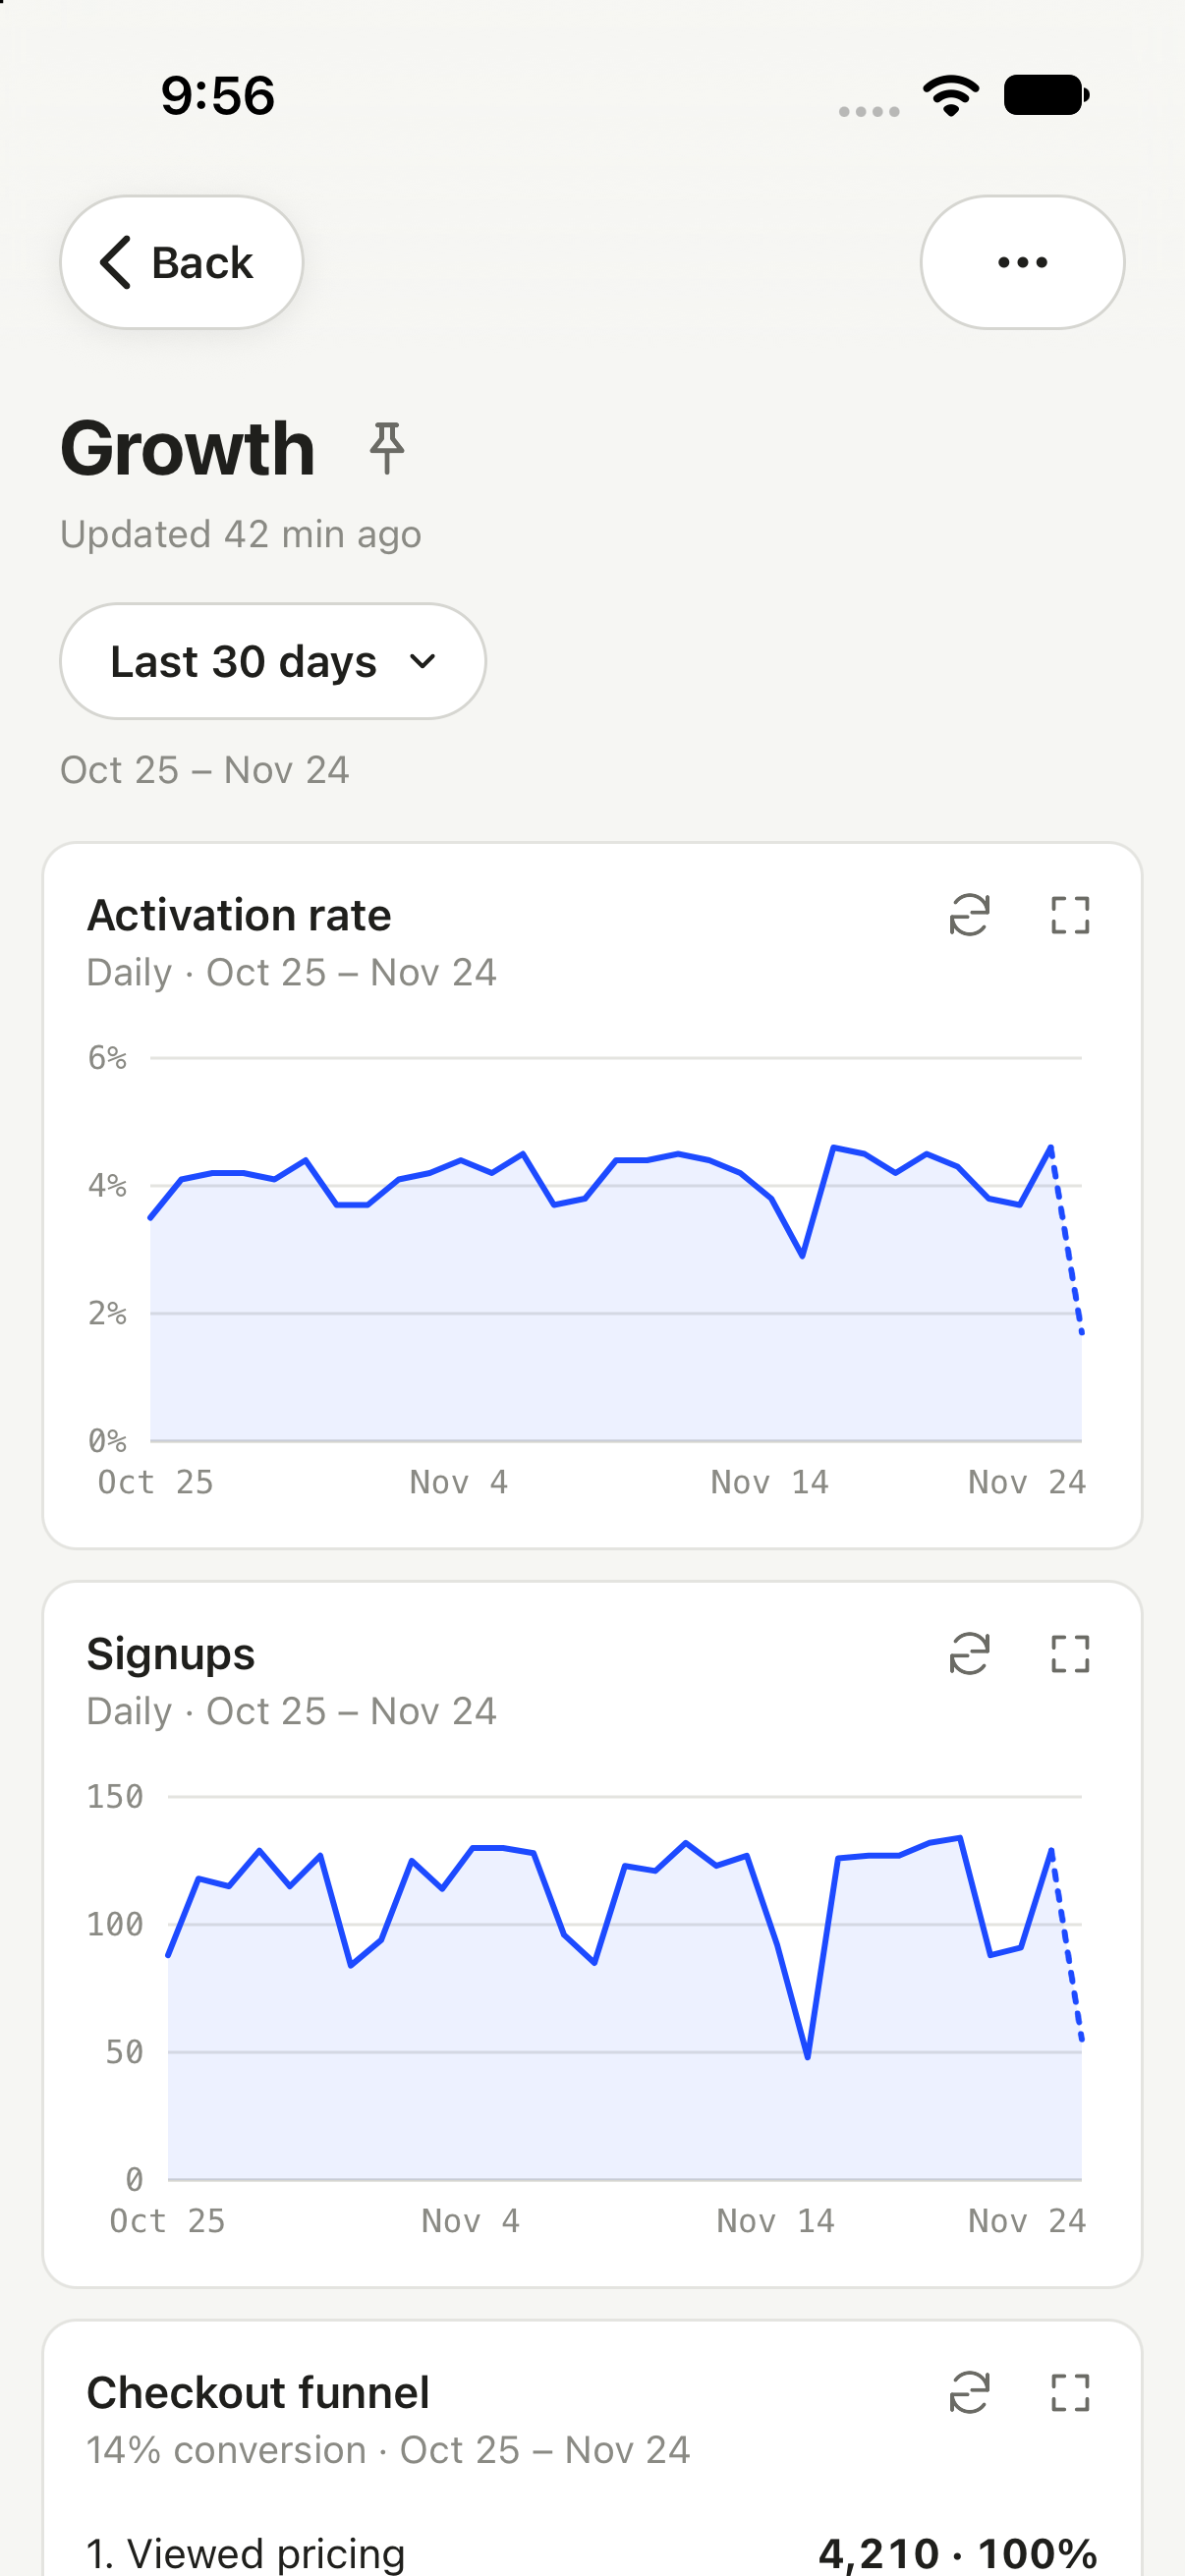 9:56
Back
Growth
Updated 42 min ago
Last 30 days
Oct 25 – Nov 24
Activation rate
Daily · Oct 25 – Nov 24
6%
4%
2%
0%
Oct 25 Nov 4 Nov 14 Nov 24
Signups
Daily · Oct 25 – Nov 24
150
100
50
0
Oct 25 Nov 4 Nov 14 Nov 24
Checkout funnel
14% conversion · Oct 25 – Nov 24
1. Viewed pricing 4,210 · 100%